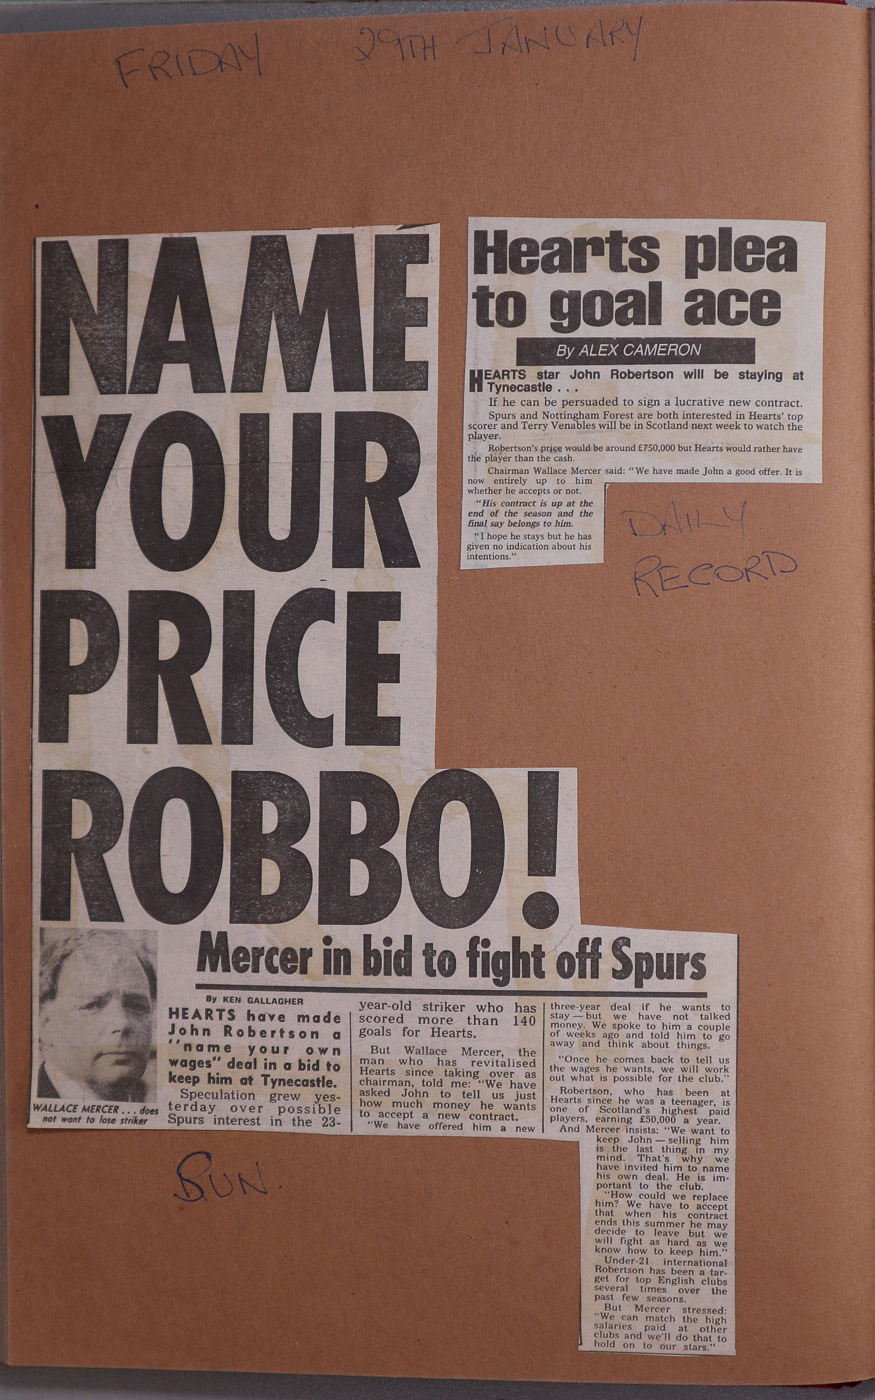 FRIDAY 29TH JANUARY
NAME
YOUR
PRICE
ROBBO!
Mercer in bid to fight off Spurs
WALLACE MERCER . . . does
not want to lose striker
By KEN GALLAGHER
HEARTS have made
John Robertson a
"name your own
wages" deal in a bid to
keep him at Tynecastle.
Speculation grew yes-
terday over possible
Spurs interest in the 23-
year-old striker who has
scored more than 140
goals for Hearts.
But Wallace Mercer, the
man who has revitalised
Hearts since taking over as
chairman, told me: "We have
asked John to tell us just
how much money he wants
to accept a new contract.
"We have offered him a new
three-year deal if he wants to
stay — but we have not talked
money. We spoke to him a couple
of weeks ago and told him to go
away and think about things.
"Once he comes back to tell us
the wages he wants, we will work
out what is possible for the club."
Robertson, who has been at
Hearts since he was a teenager, is
one of Scotland's highest paid
players, earning £50,000 a year.
And Mercer insists: "We want to
keep John — selling him
is the last thing in my
mind. That's why we
have invited him to name
his own deal. He is im-
portant to the club.
"How could we replace
him? We have to accept
that when his contract
ends this summer he may
decide to leave but we
will fight as hard as we
know how to keep him."
Under-21 international
Robertson has been a tar-
get for top English clubs
several times over the
past few seasons.
But Mercer stressed:
"We can match the high
salaries paid at other
clubs and we'll do that to
hold on to our stars."
SUN.
Hearts plea
to goal ace
By ALEX CAMERON
HEARTS star John Robertson will be staying at
Tynecastle . . .
If he can be persuaded to sign a lucrative new contract.
Spurs and Nottingham Forest are both interested in Hearts' top
scorer and Terry Venables will be in Scotland next week to watch the
player.
Robertson's price would be around £750,000 but Hearts would rather have
the player than the cash.
Chairman Wallace Mercer said: "We have made John a good offer. It is
now entirely up to him
whether he accepts or not.
"His contract is up at the
end of the season and the
final say belongs to him.
"I hope he stays but he has
given no indication about his
intentions."
DAILY
RECORD